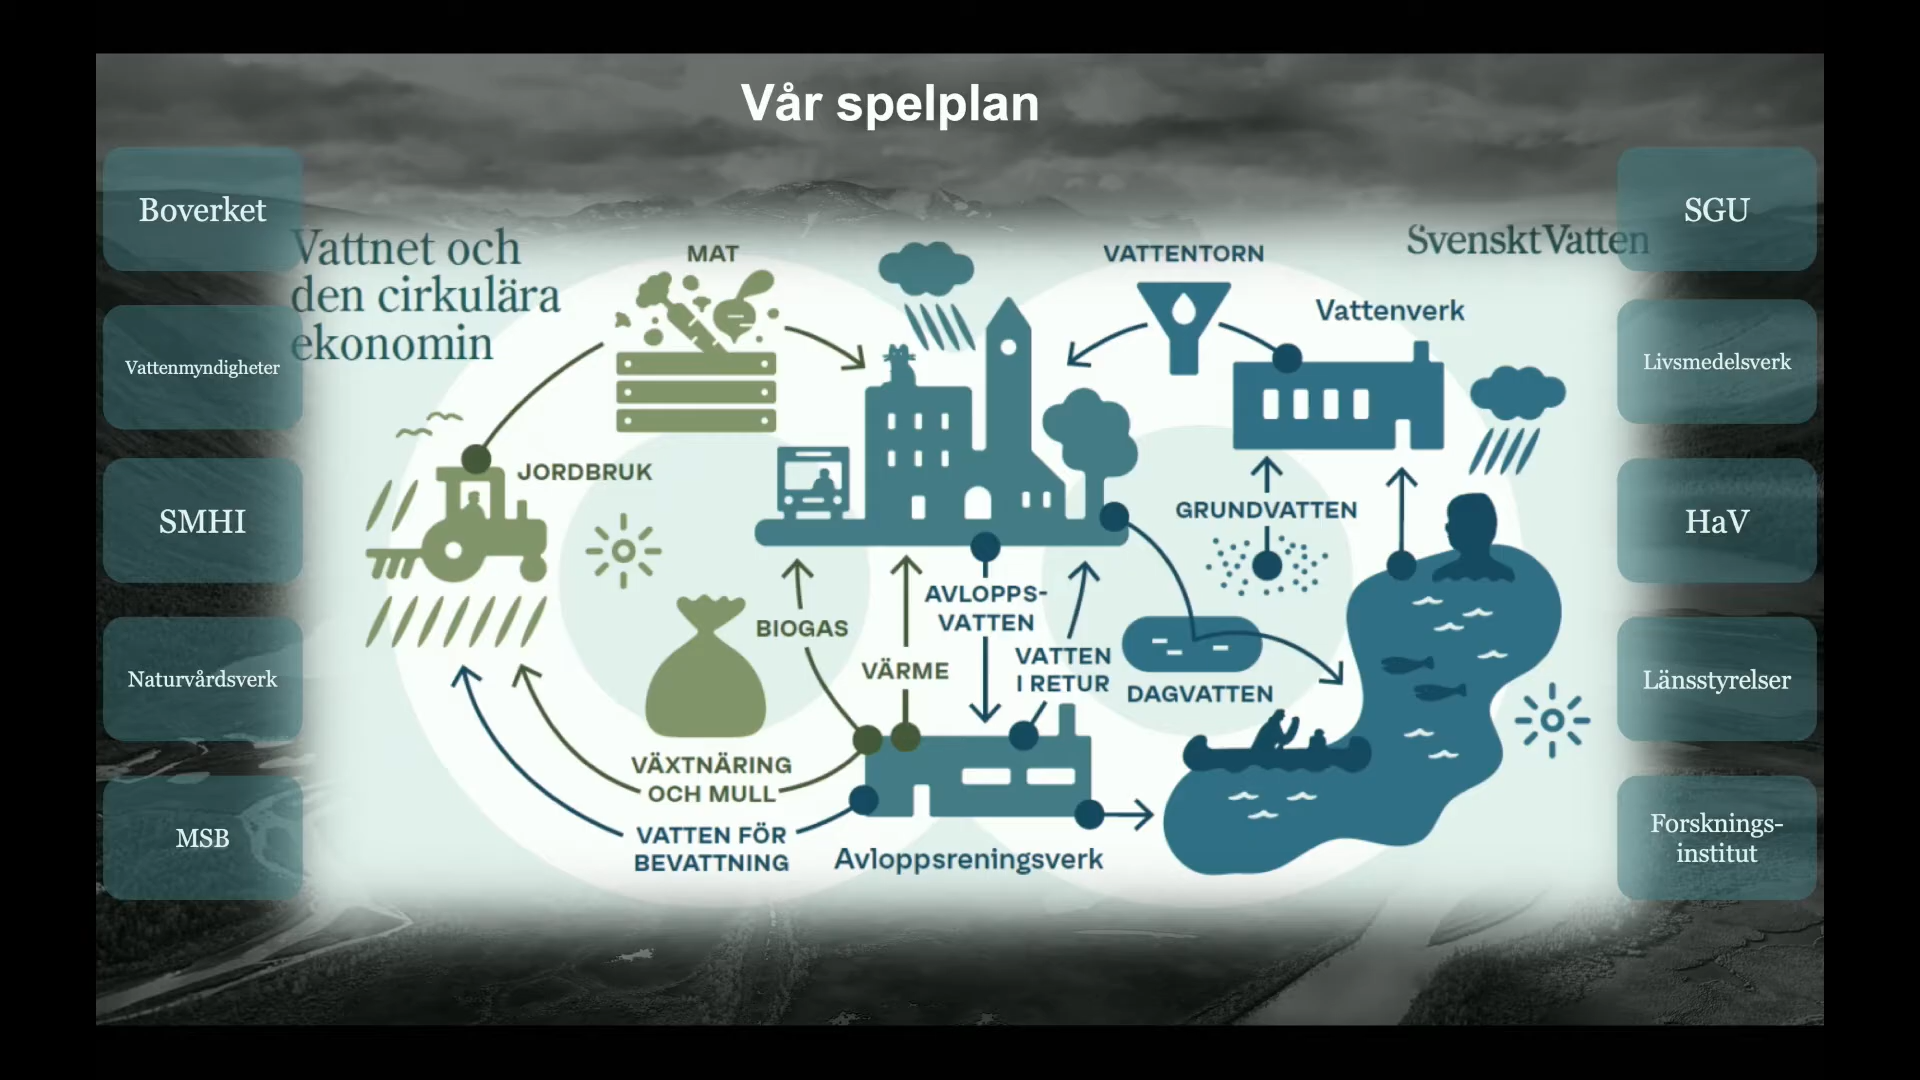 Vår spelplan
Boverket
Vattenmyndigheter
SMHI
Naturvårdsverk
MSB
Vattnet och
den cirkulära
ekonomin
SvensktVatten
MAT
VATTENTORN
Vattenverk
JORDBRUK
GRUNDVATTEN
AVLOPPS-
VATTEN
BIOGAS
VÄRME
VATTEN
I RETUR
DAGVATTEN
VÄXTNÄRING
OCH MULL
VATTEN FÖR
BEVATTNING
Avloppsreningsverk
SGU
Livsmedelsverk
HaV
Länsstyrelser
Forsknings-
institut